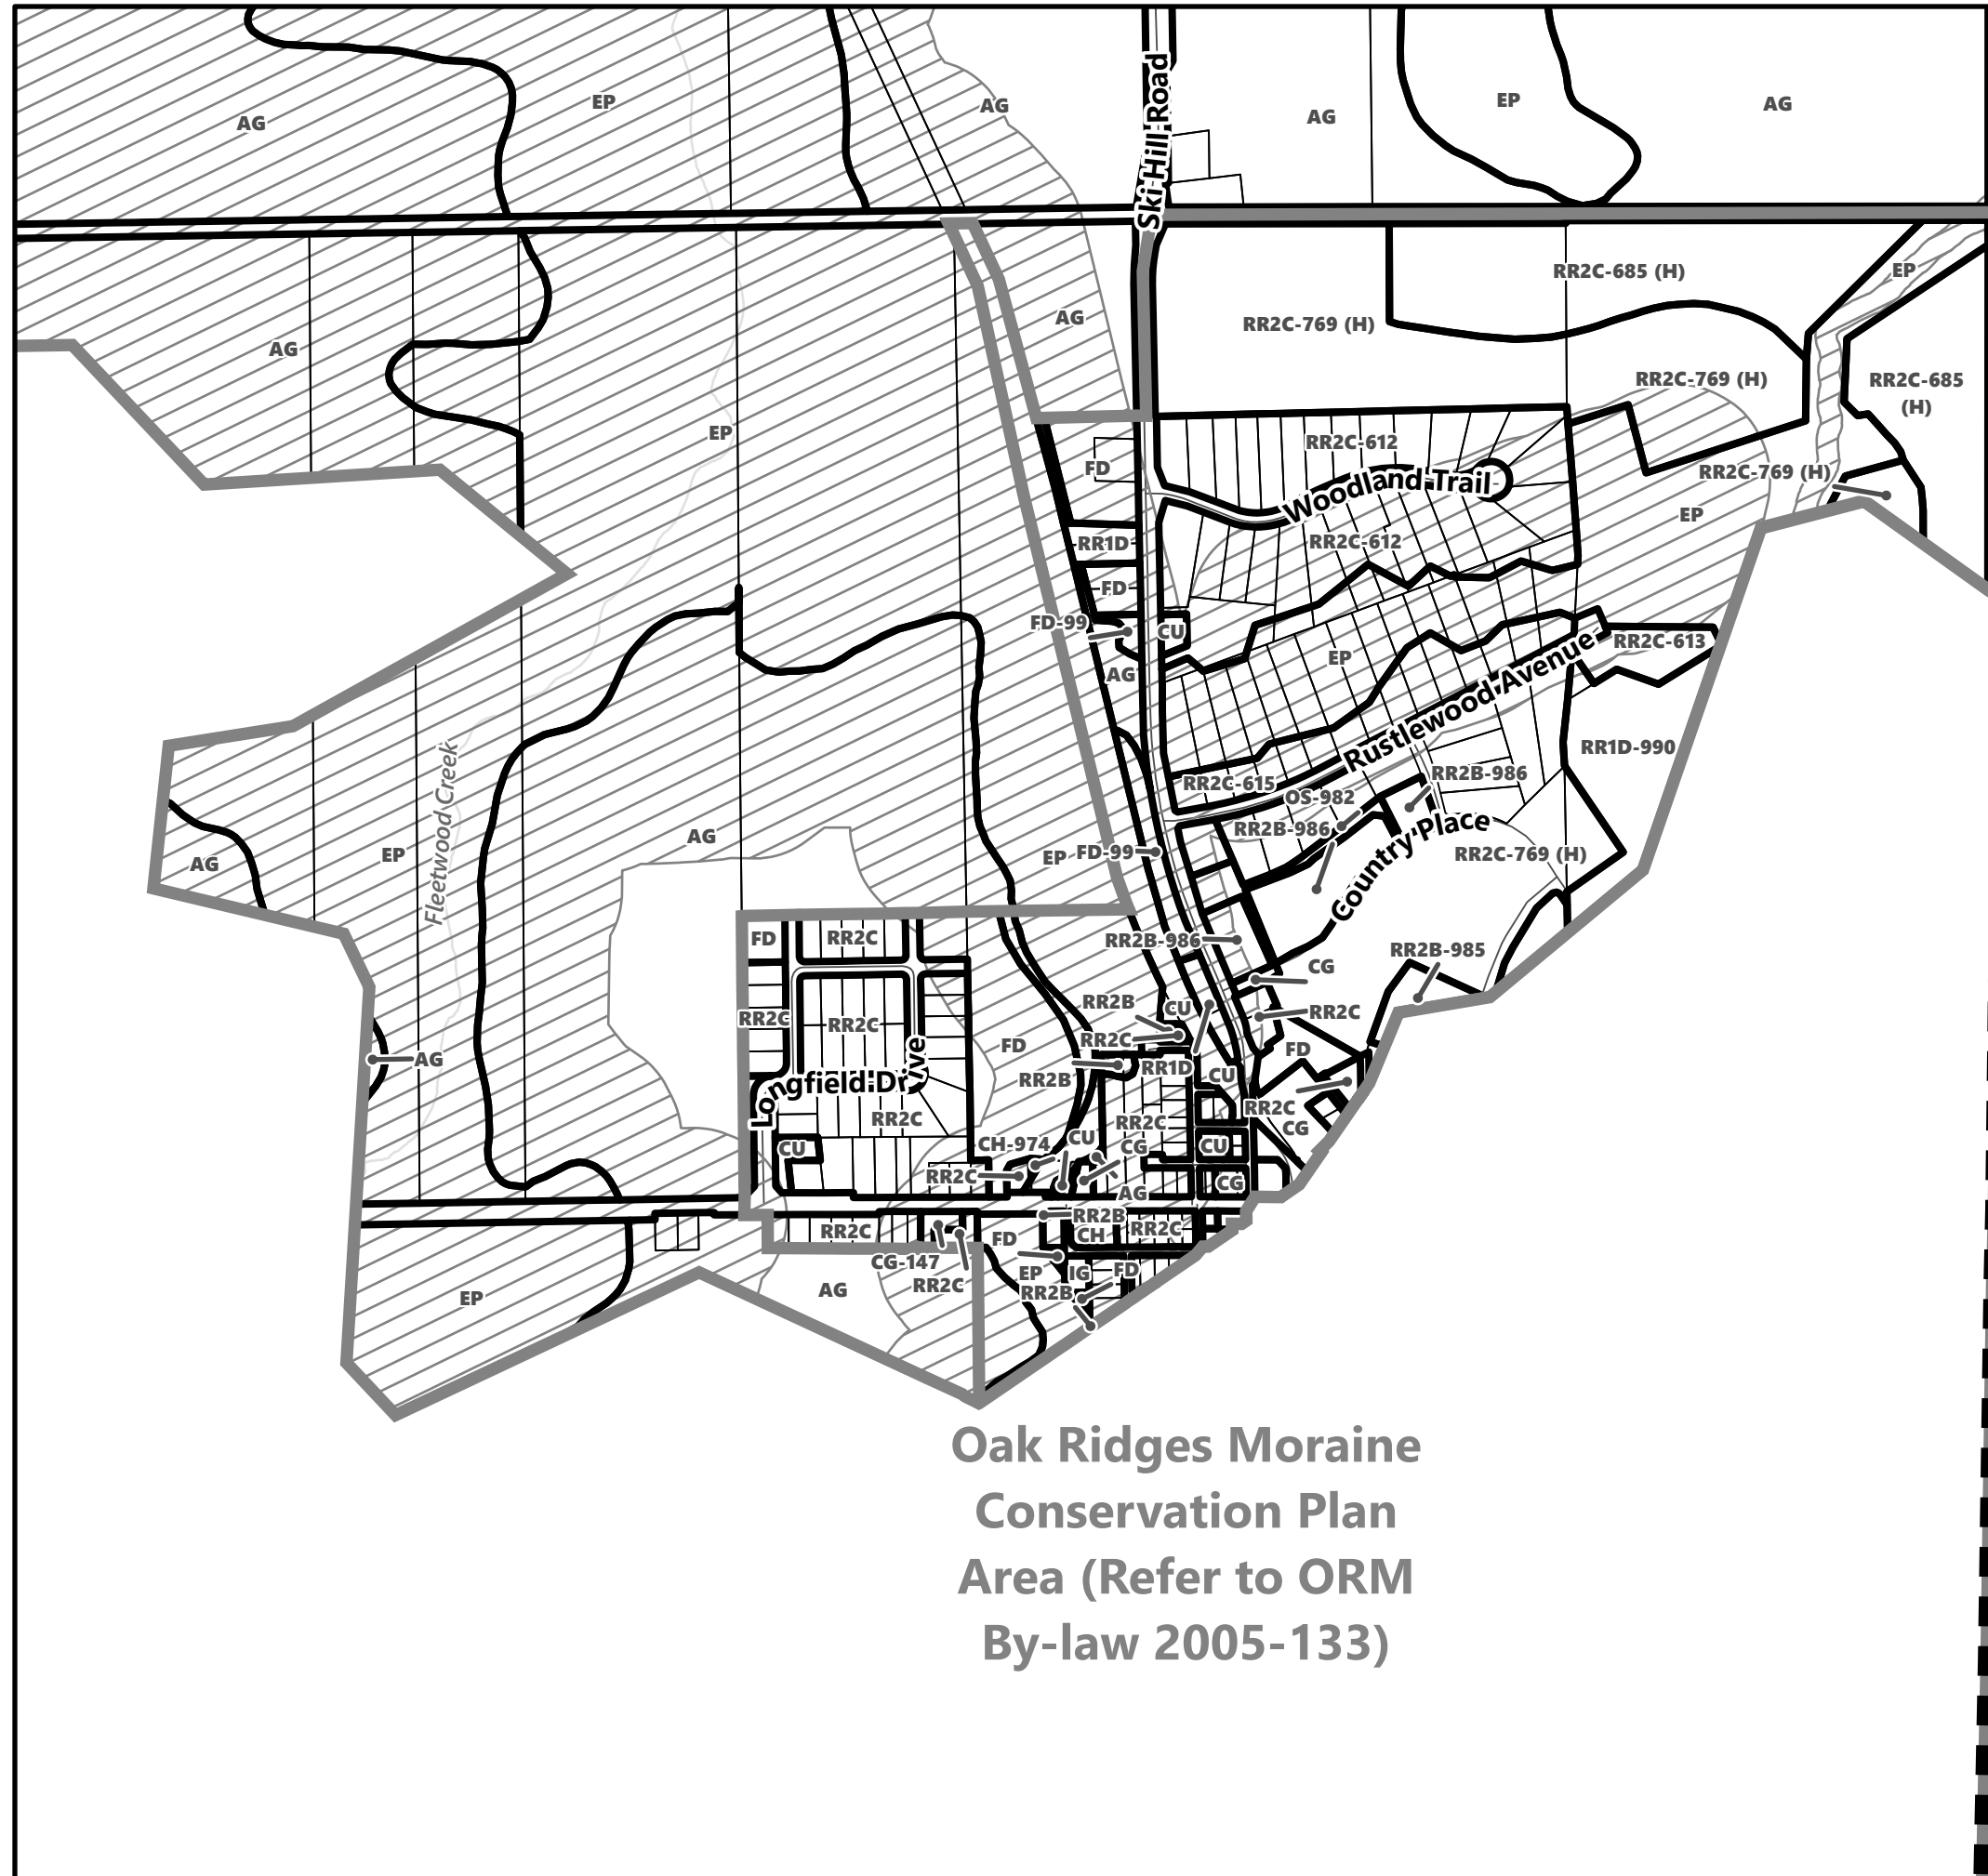 EP
AG
AG
EP
AG
AG
AG
Ski Hill Road
EP
RR2C-685 (H)
AG
RR2C-769 (H)
AG
RR2C-769 (H)
RR2C-685
(H)
EP
RR2C-612
FD
RR2C-769 (H)
Woodland Trail
EP
RR1D
RR2C-612
FD
FD-99
CU
RR2C-613
EP
AG
Rustlewood Avenue
RR1D-990
Fleetwood Creek
RR2B-986
RR2C-615
OS-982
Country Place
RR2B-986
AG
FD-99
EP
EP
RR2C-769 (H)
AG
FD
RR2C
RR2B-986
RR2B-985
CG
RR2B
CU
RR2C
RR2C
RR2C
RR2C
FD
FD
AG
Longfield Drive
RR1D
CU
RR2B
RR2C
RR2C
RR2C
CG
CH-974
CU
CG
CU
CU
RR2C
CG
AG
RR2B
RR2C
FD
CH
RR2C
CG-147
EP
IG
FD
RR2C
RR2B
AG
EP
Oak Ridges Moraine
Conservation Plan
Area (Refer to ORM
By-law 2005-133)